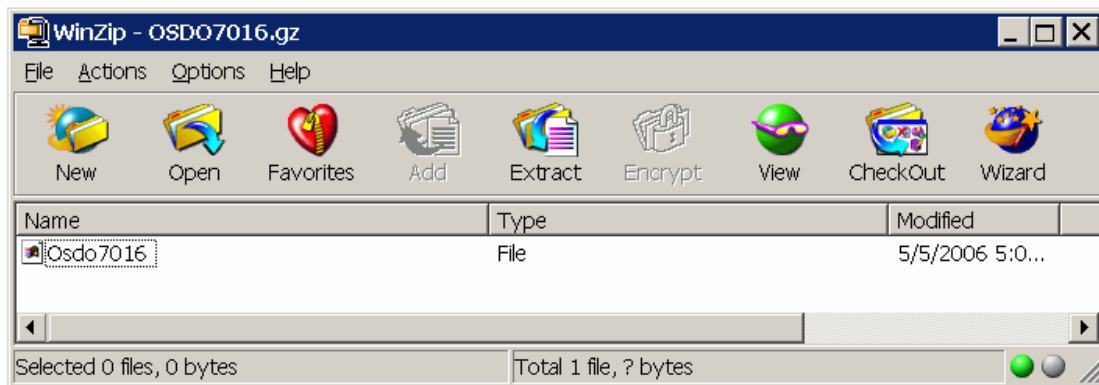 WinZip - OSDO7016.gz
File Actions Options Help
New Open Favorites Add Extract Encrypt View CheckOut Wizard
Name Type Modified
Osdo7016 File 5/5/2006 5:0...
Selected 0 files, 0 bytes Total 1 file, ? bytes